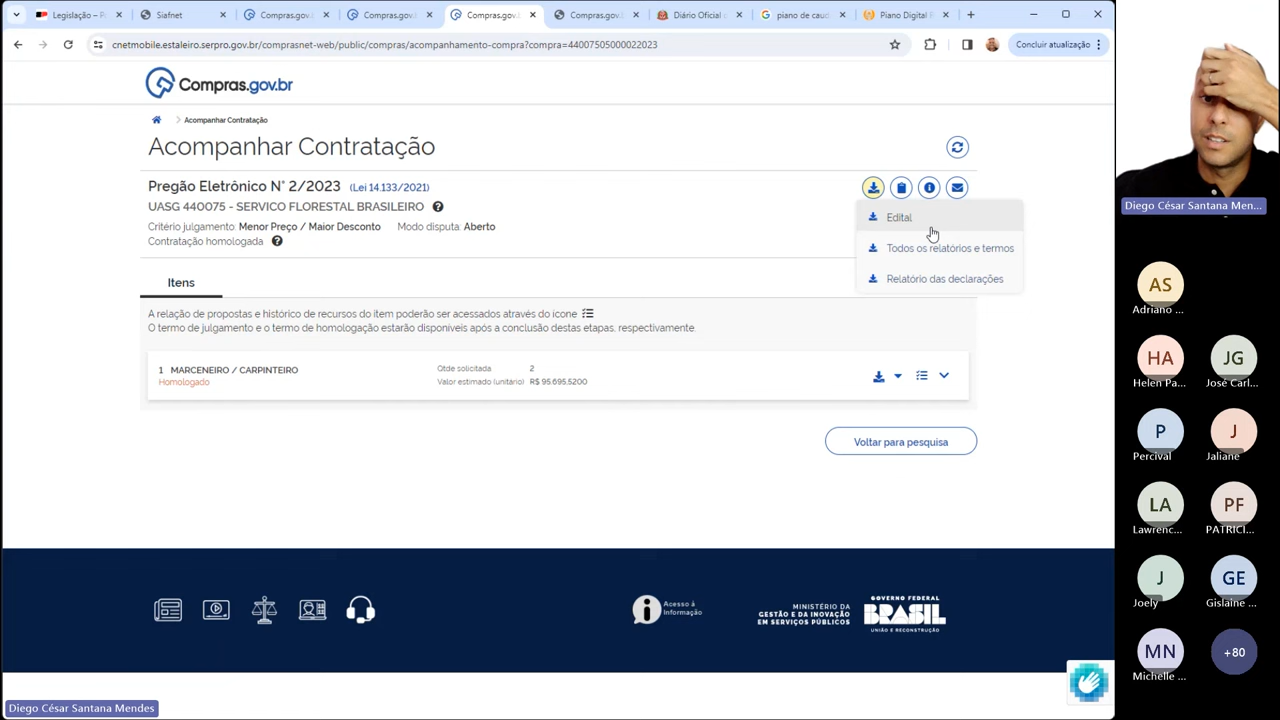 Legislação – P
Siafnet
Compras.gov.b
Compras.gov.b
Compras.gov.b
Compras.gov.b
Diário Oficial d
piano de caud
Piano Digital R
cnetmobile.estaleiro.serpro.gov.br/comprasnet-web/public/compras/acompanhamento-compra?compra=44007505000022023
Concluir atualização
Compras.gov.br
Acompanhar Contratação
Acompanhar Contratação
Pregão Eletrônico N° 2/2023 (Lei 14.133/2021)
UASG 440075 - SERVICO FLORESTAL BRASILEIRO
Critério julgamento: Menor Preço / Maior Desconto Modo disputa: Aberto
Contratação homologada
Edital
Todos os relatórios e termos
Relatório das declarações
Itens
A relação de propostas e histórico de recursos do item poderão ser acessados através do ícone
O termo de julgamento e o termo de homologação estarão disponíveis após a conclusão destas etapas, respectivamente.
1 MARCENEIRO / CARPINTEIRO
Homologado
Qtde solicitada 2
Valor estimado (unitário) R$ 95.695,5200
Voltar para pesquisa
Acesso à
Informação
MINISTÉRIO DA
GESTÃO E DA INOVAÇÃO
EM SERVIÇOS PÚBLICOS
GOVERNO FEDERAL
BRASIL
UNIÃO E RECONSTRUÇÃO
Diego César Santana Mendes
Diego César Santana Men...
AS
Adriano ...
HA
Helen Pa...
JG
José Carl...
P
Percival
J
Jaliane
LA
Lawrenc...
PF
PATRICI...
J
Joely
GE
Gislaine ...
MN
Michelle ...
+80